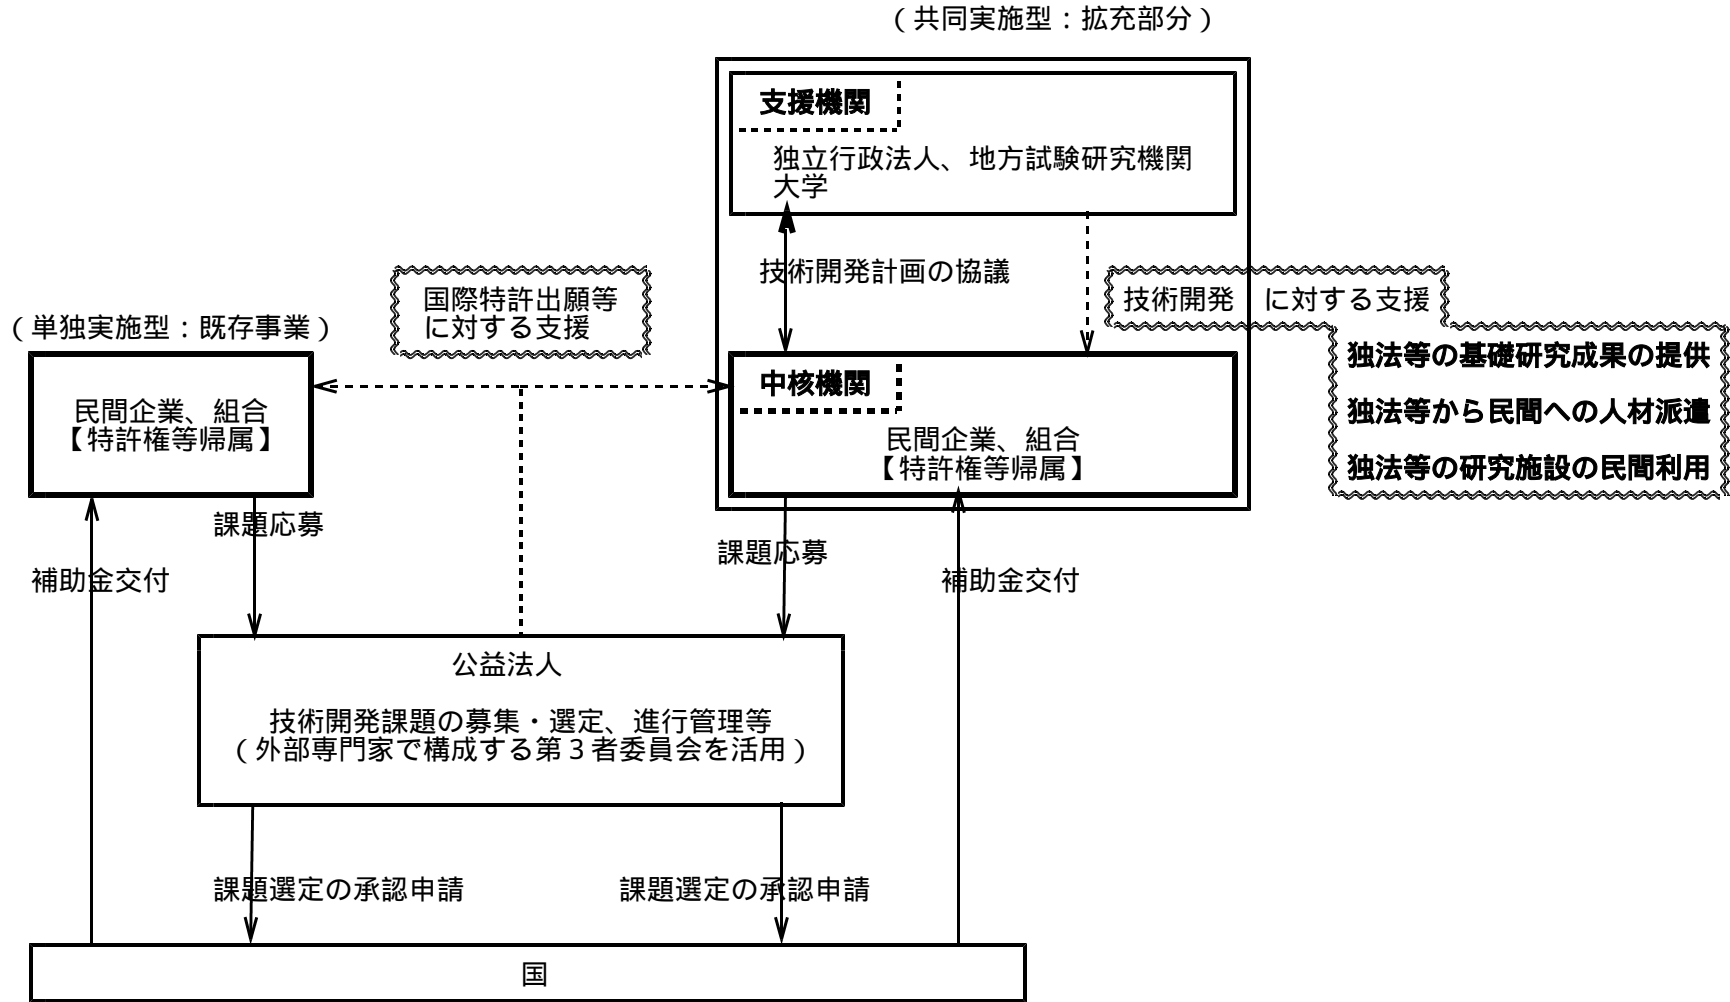 （共同実施型：拡充部分）
支援機関
独立行政法人、地方試験研究機関
大学
技術開発計画の協議
国際特許出願等
に対する支援
技術開発　に対する支援
（単独実施型：既存事業）
独法等の基礎研究成果の提供
中核機関
民間企業、組合
【特許権等帰属】
独法等から民間への人材派遣
民間企業、組合
【特許権等帰属】
独法等の研究施設の民間利用
課題応募
課題応募
補助金交付
補助金交付
公益法人
技術開発課題の募集・選定、進行管理等
（外部専門家で構成する第３者委員会を活用）
課題選定の承認申請
課題選定の承認申請
国